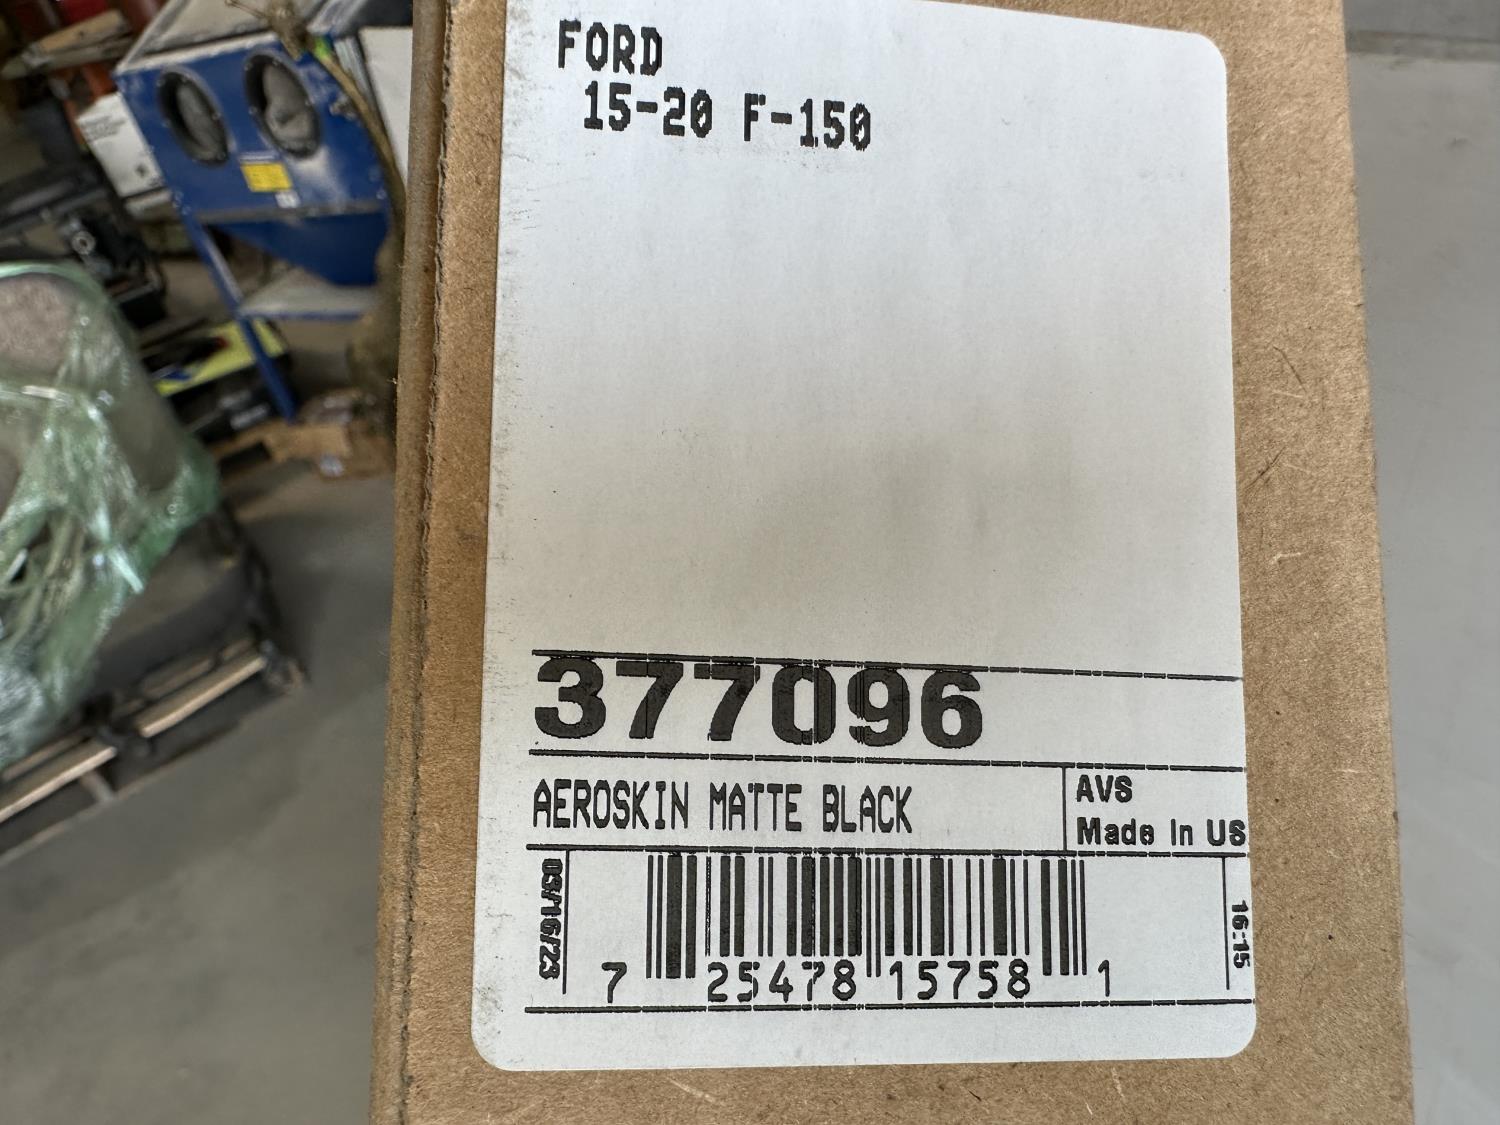 FORD
15-20 F-150
377096
AEROSKIN MATTE BLACK
AVS
Made in US
03/16/23
16:15
7 25478 15758 1